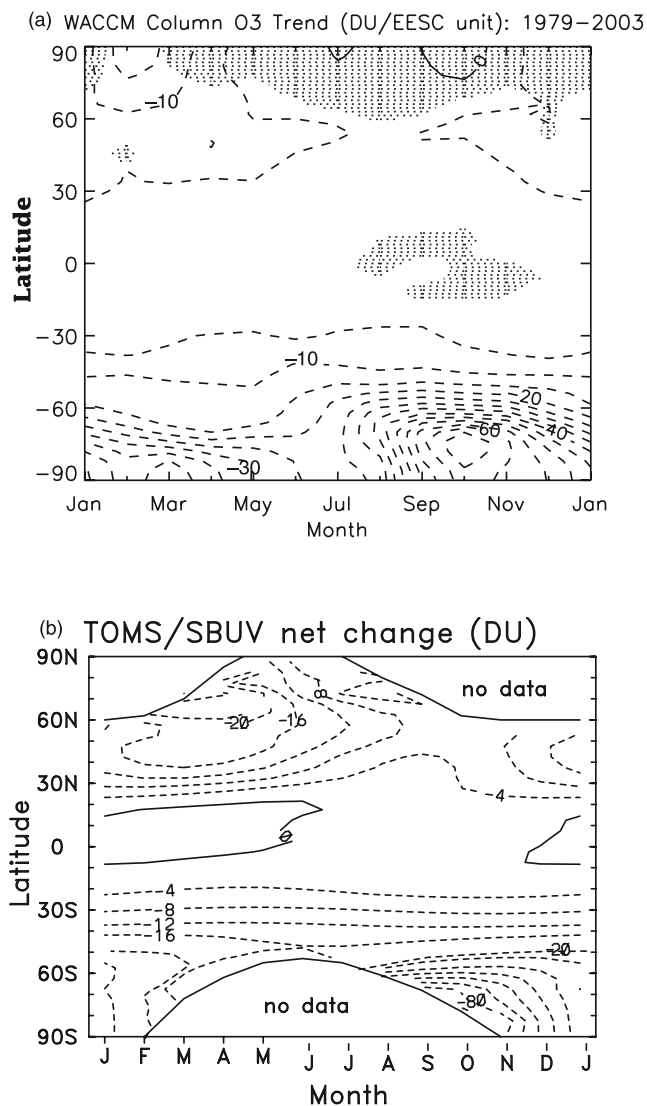 (a) WACCM Column O3 Trend (DU/EESC unit): 1979-2003
90
0
-10
60
30
Latitude
0
-30
-10
20
-60
-60
40
-30
-90
Jan Mar May Jul Sep Nov Jan
Month
(b) TOMS/SBUV net change (DU)
90N
no data
8
60N
-20
-16
30N
4
0
0
Latitude
4
30S
-8
-12
-16
-20
60S
-80
no data
90S
J F M A M J J A S O N D J
Month